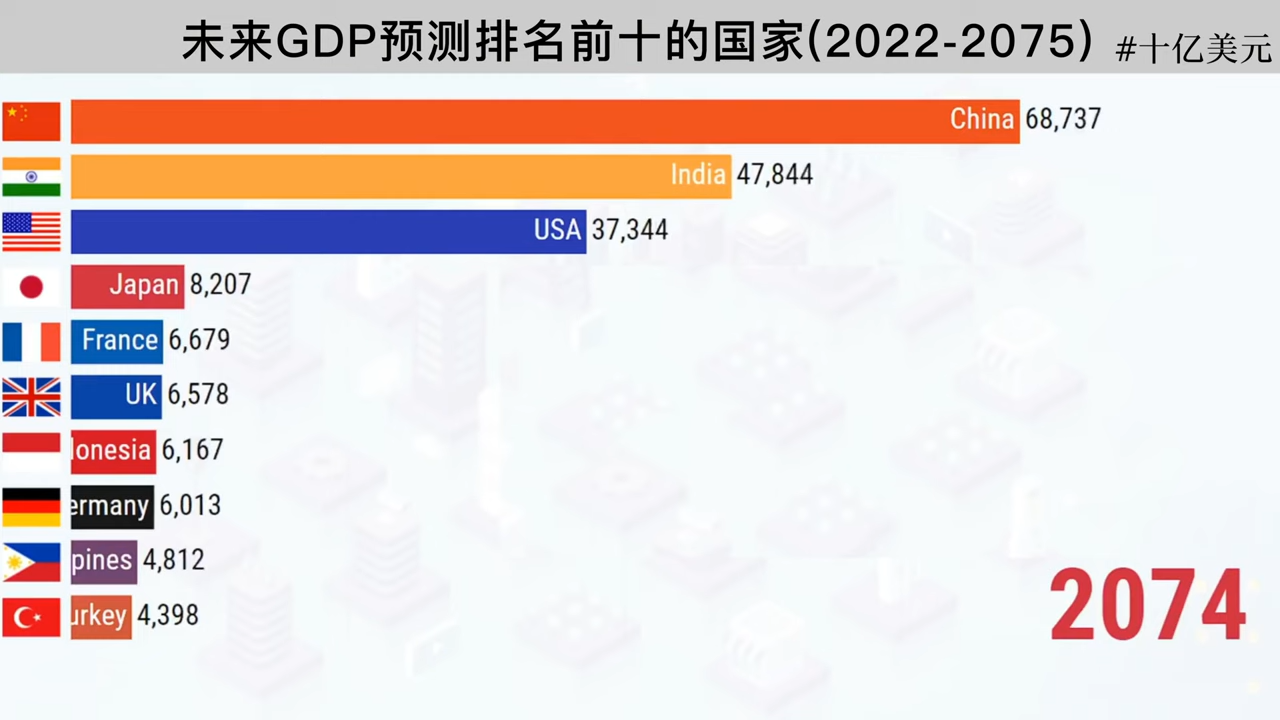 未来GDP预测排名前十的国家(2022-2075) #十亿美元
China 68,737
India 47,844
USA 37,344
Japan 8,207
France 6,679
UK 6,578
donesia 6,167
ermany 6,013
pines 4,812
urkey 4,398
2074